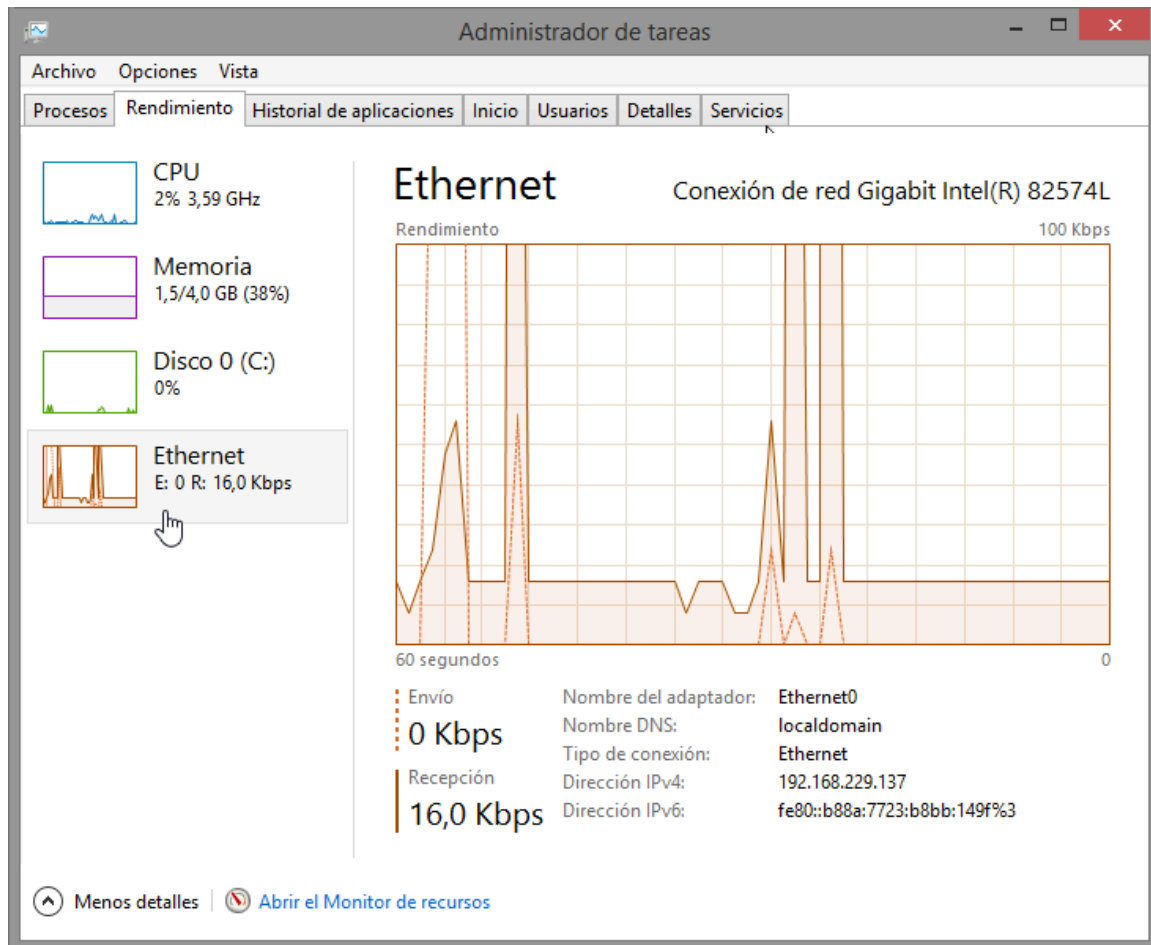 Administrador de tareas
Archivo Opciones Vista
Procesos Rendimiento Historial de aplicaciones Inicio Usuarios Detalles Servicios
CPU
2% 3,59 GHz
Memoria
1,5/4,0 GB (38%)
Disco 0 (C:)
0%
Ethernet
E: 0 R: 16,0 Kbps
Ethernet Conexión de red Gigabit Intel(R) 82574L
Rendimiento 100 Kbps
60 segundos 0
Envío
0 Kbps
Recepción
16,0 Kbps
Nombre del adaptador: Ethernet0
Nombre DNS: localdomain
Tipo de conexión: Ethernet
Dirección IPv4: 192.168.229.137
Dirección IPv6: fe80::b88a:7723:b8bb:149f%3
Menos detalles Abrir el Monitor de recursos